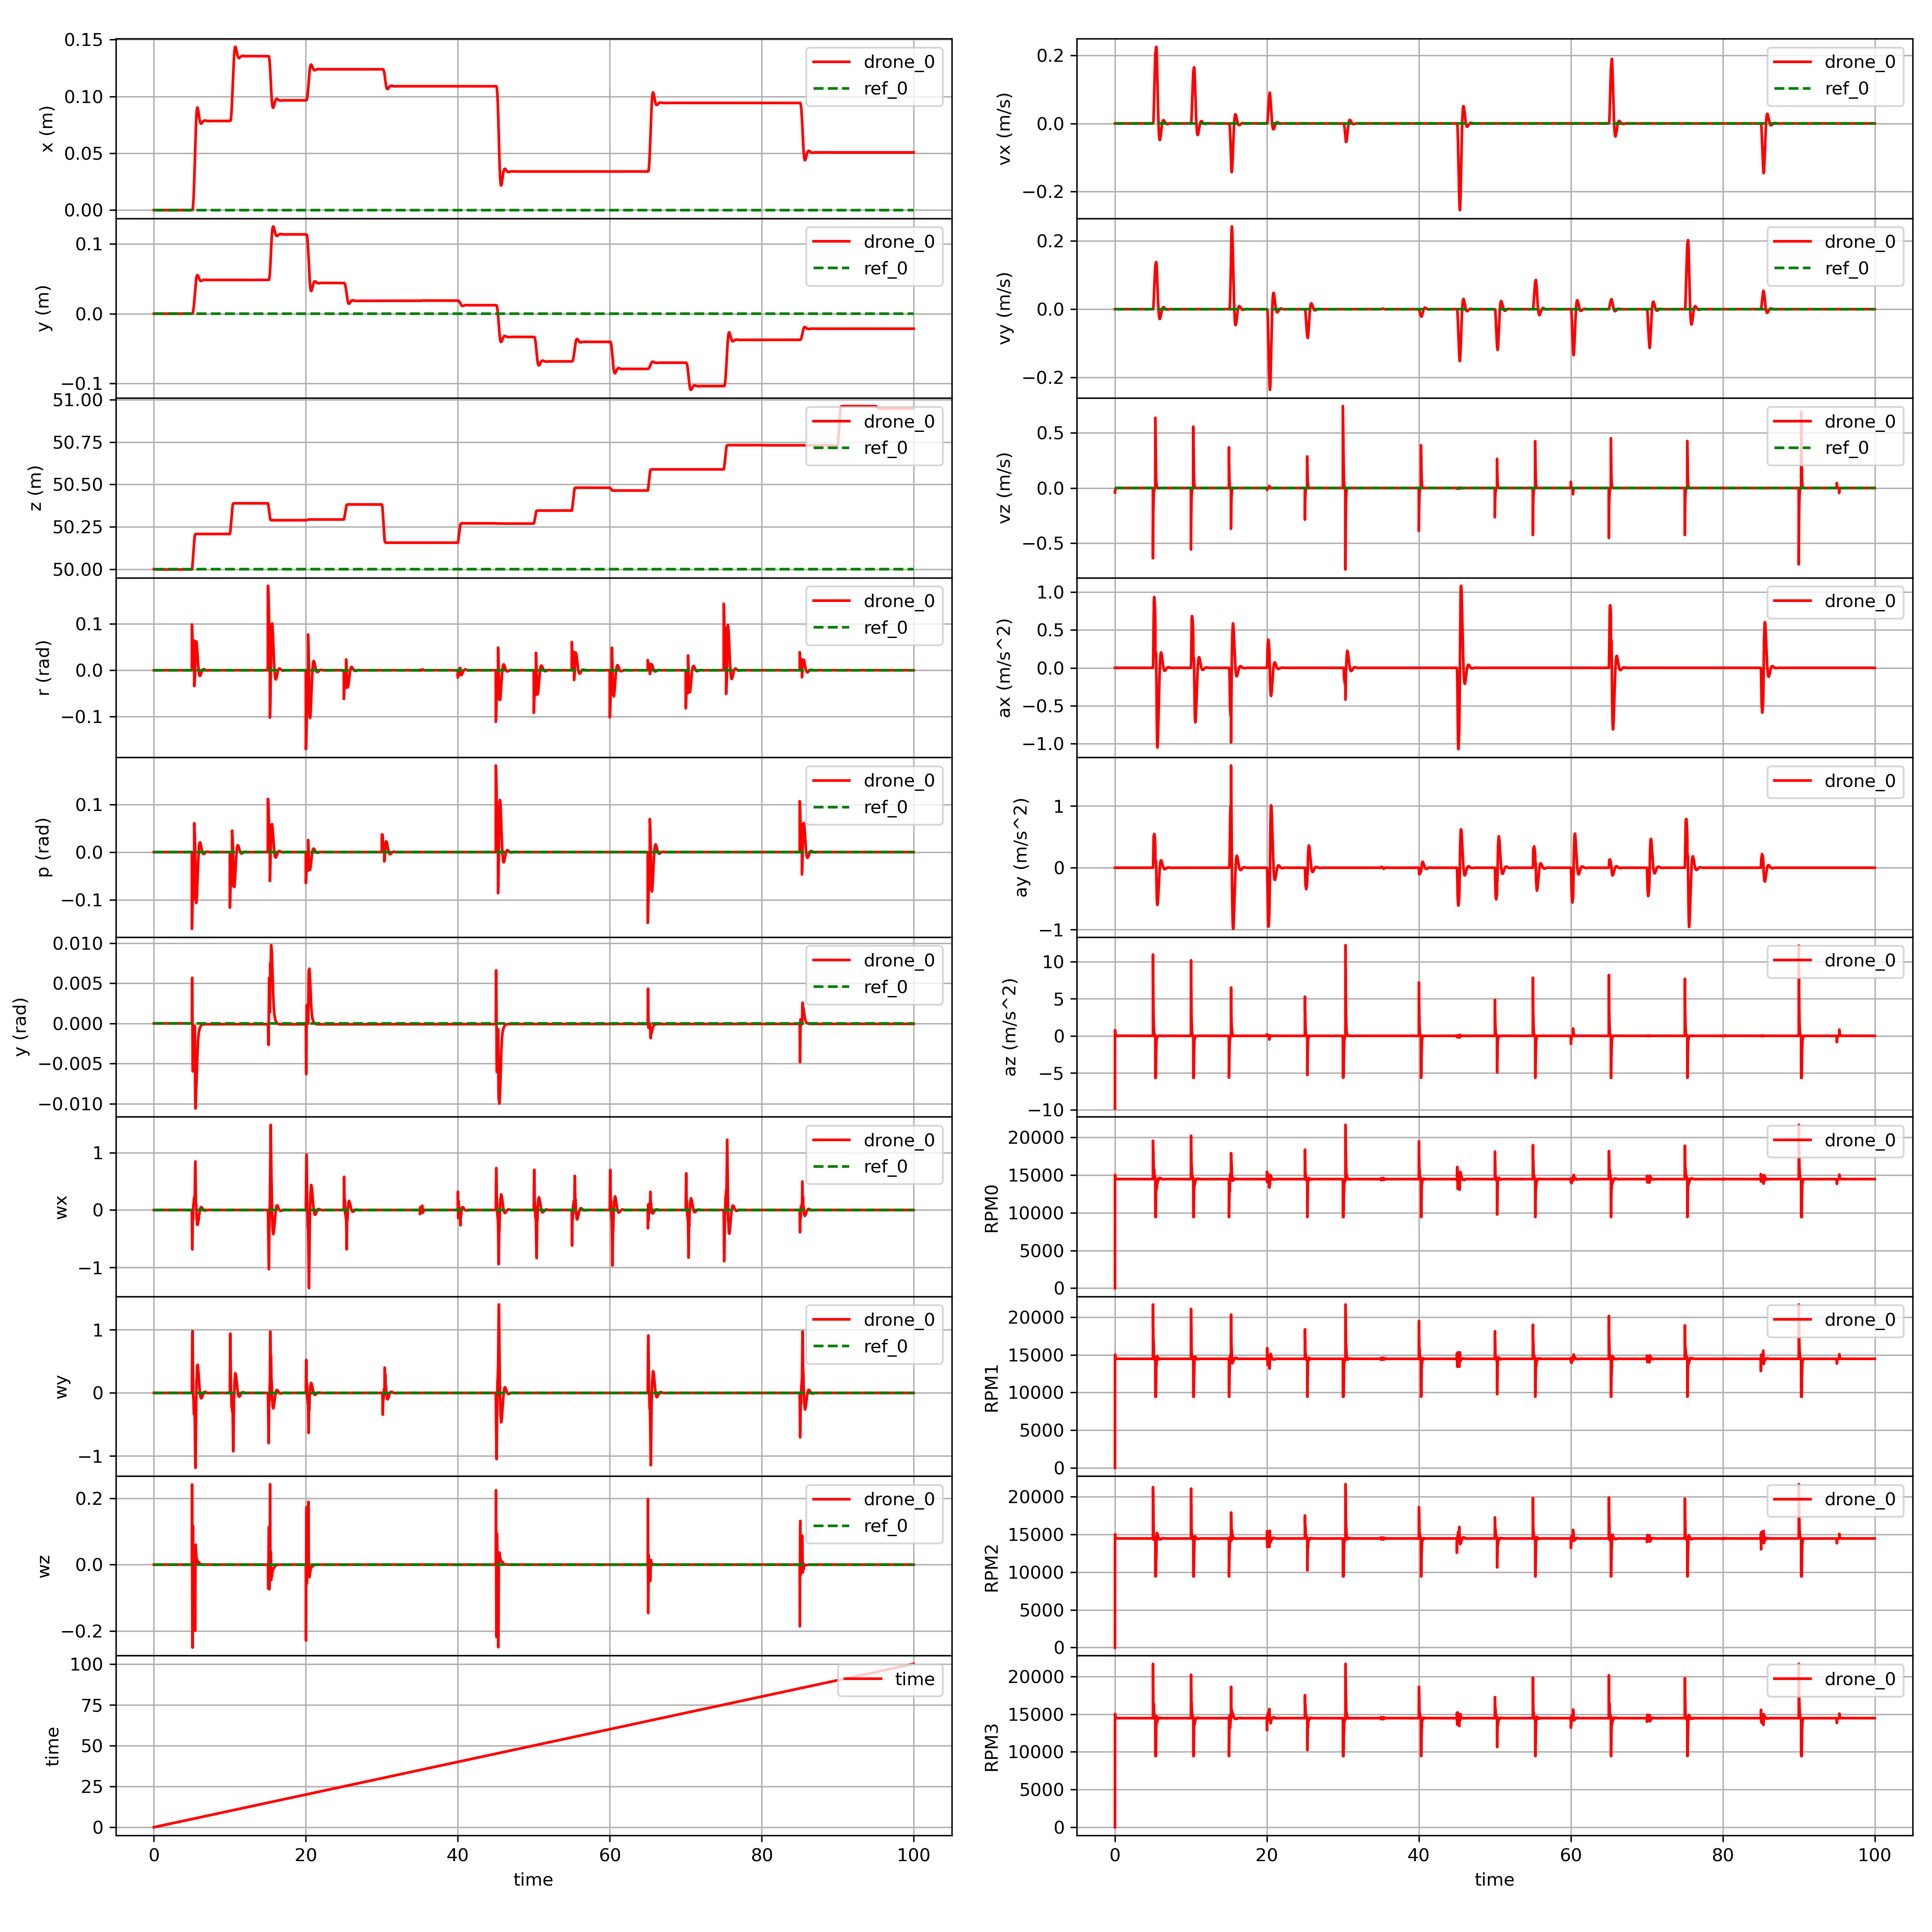 x (m)
0.15
0.10
0.05
0.00
drone_0
ref_0
y (m)
0.1
0.0
−0.1
drone_0
ref_0
z (m)
51.00
50.75
50.50
50.25
50.00
drone_0
ref_0
r (rad)
0.1
0.0
−0.1
drone_0
ref_0
p (rad)
0.1
0.0
−0.1
drone_0
ref_0
y (rad)
0.010
0.005
0.000
−0.005
−0.010
drone_0
ref_0
wx
1
0
−1
drone_0
ref_0
wy
1
0
−1
drone_0
ref_0
wz
0.2
0.0
−0.2
drone_0
ref_0
time
100
75
50
25
0
time
0 20 40 60 80 100
time
vx (m/s)
0.2
0.0
−0.2
drone_0
ref_0
vy (m/s)
0.2
0.0
−0.2
drone_0
ref_0
vz (m/s)
0.5
0.0
−0.5
drone_0
ref_0
ax (m/s^2)
1.0
0.5
0.0
−0.5
−1.0
drone_0
ay (m/s^2)
1
0
−1
drone_0
az (m/s^2)
10
5
0
−5
−10
drone_0
RPM0
20000
15000
10000
5000
0
drone_0
RPM1
20000
15000
10000
5000
0
drone_0
RPM2
20000
15000
10000
5000
0
drone_0
RPM3
20000
15000
10000
5000
0
drone_0
0 20 40 60 80 100
time